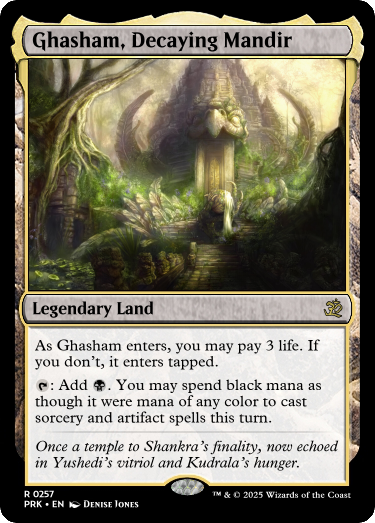 Ghasham, Decaying Mandir
Legendary Land
As Ghasham enters, you may pay 3 life. If
you don't, it enters tapped.
: Add . You may spend black mana as
though it were mana of any color to cast
sorcery and artifact spells this turn.
Once a temple to Shankra's finality, now echoed
in Yushedi's vitriol and Kudrala's hunger.
R 0257
PRK • EN Denise Jones
™ & © 2025 Wizards of the Coast